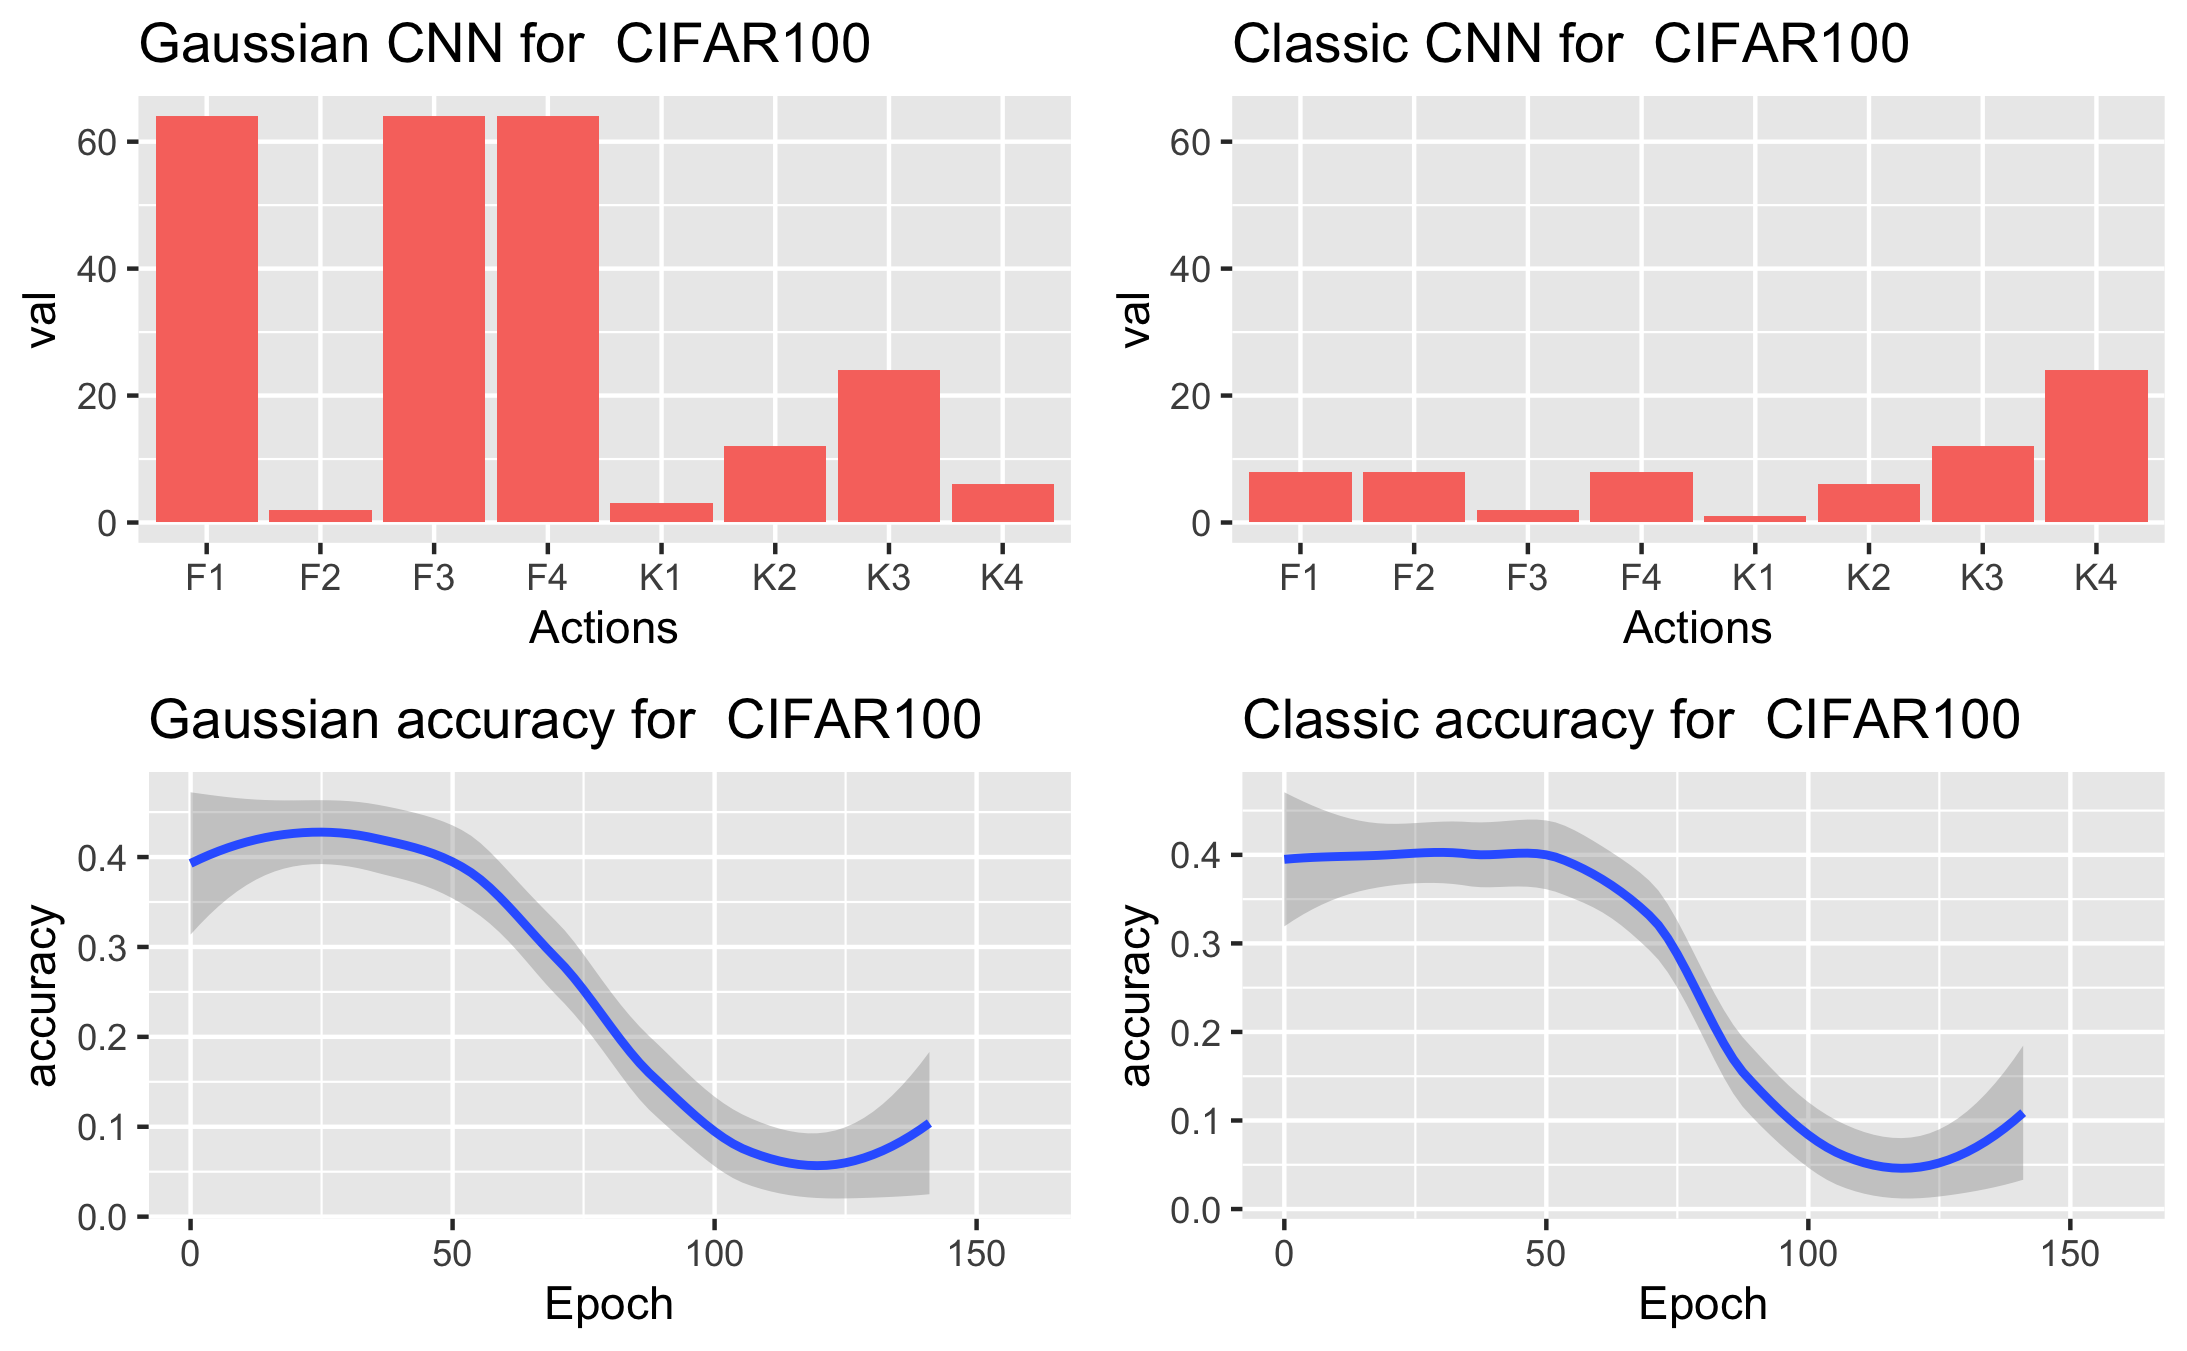 Gaussian CNN for  CIFAR100
60
40
20
0
val
F1 F2 F3 F4 K1 K2 K3 K4
Actions
Classic CNN for  CIFAR100
60
40
20
0
val
F1 F2 F3 F4 K1 K2 K3 K4
Actions
Gaussian accuracy for  CIFAR100
0.4
0.3
0.2
0.1
0.0
accuracy
0 50 100 150
Epoch
Classic accuracy for  CIFAR100
0.4
0.3
0.2
0.1
0.0
accuracy
0 50 100 150
Epoch